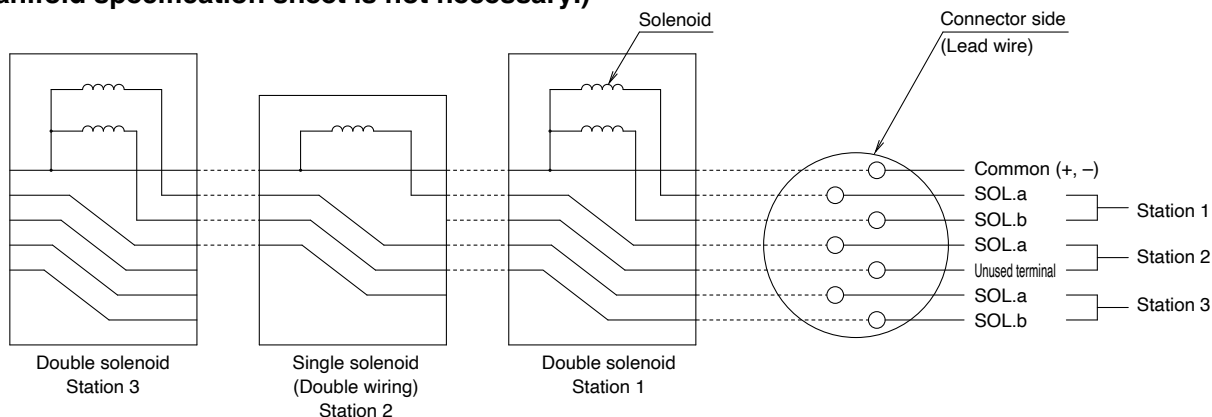 anifold specification sheet is not necessary.)
Solenoid
Connector side
(Lead wire)
Common (+, –)
SOL.a
SOL.b
Station 1
SOL.a
Unused terminal
Station 2
SOL.a
SOL.b
Station 3
Double solenoid
Station 3
Single solenoid
(Double wiring)
Station 2
Double solenoid
Station 1